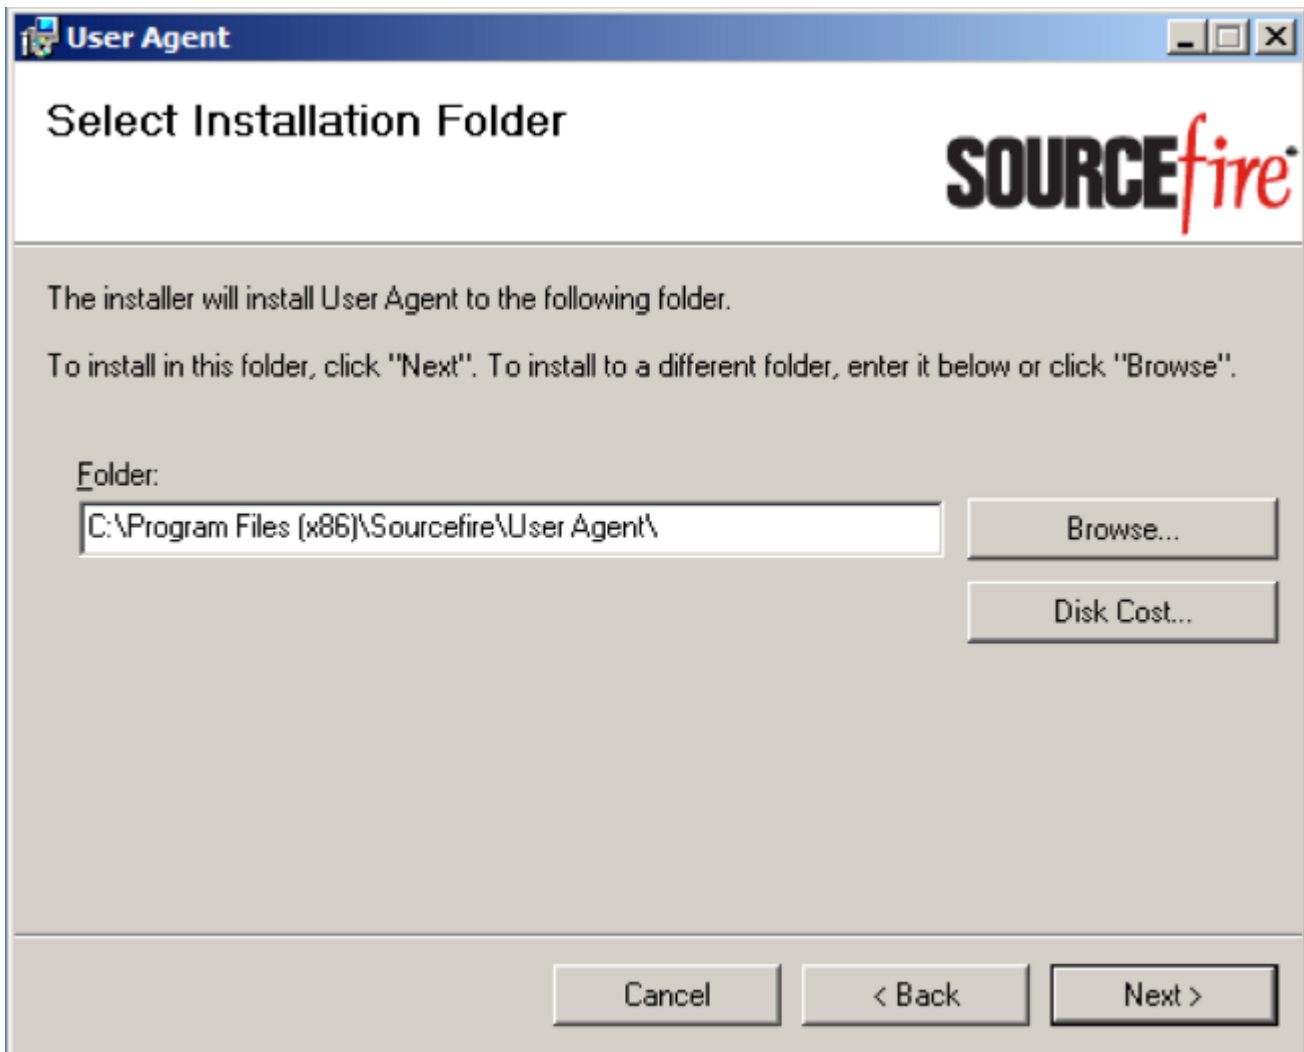 User Agent
Select Installation Folder
SOURCEfire
The installer will install User Agent to the following folder.
To install in this folder, click "Next". To install to a different folder, enter it below or click "Browse".
Folder:
C:\Program Files (x86)\Sourcefire\User Agent\
Browse...
Disk Cost...
Cancel
< Back
Next >